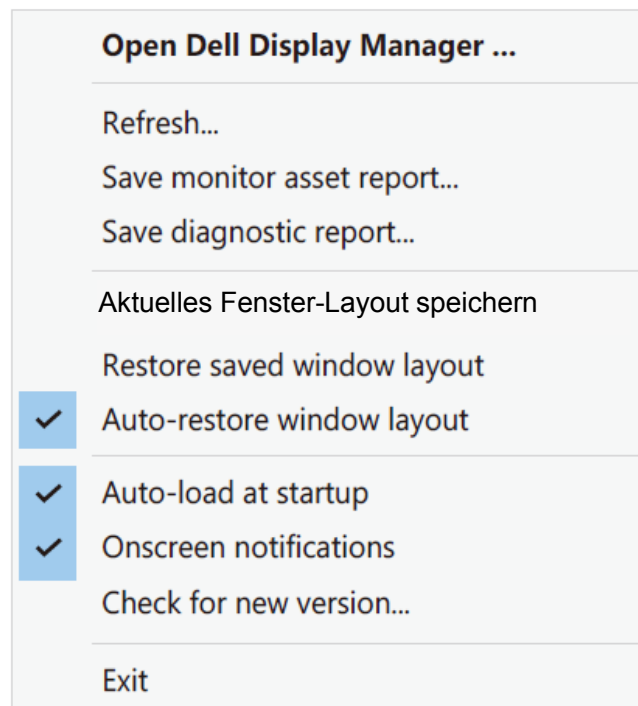 Open Dell Display Manager ...
Refresh...
Save monitor asset report...
Save diagnostic report...
Aktuelles Fenster-Layout speichern
Restore saved window layout
Auto-restore window layout
Auto-load at startup
Onscreen notifications
Check for new version...
Exit